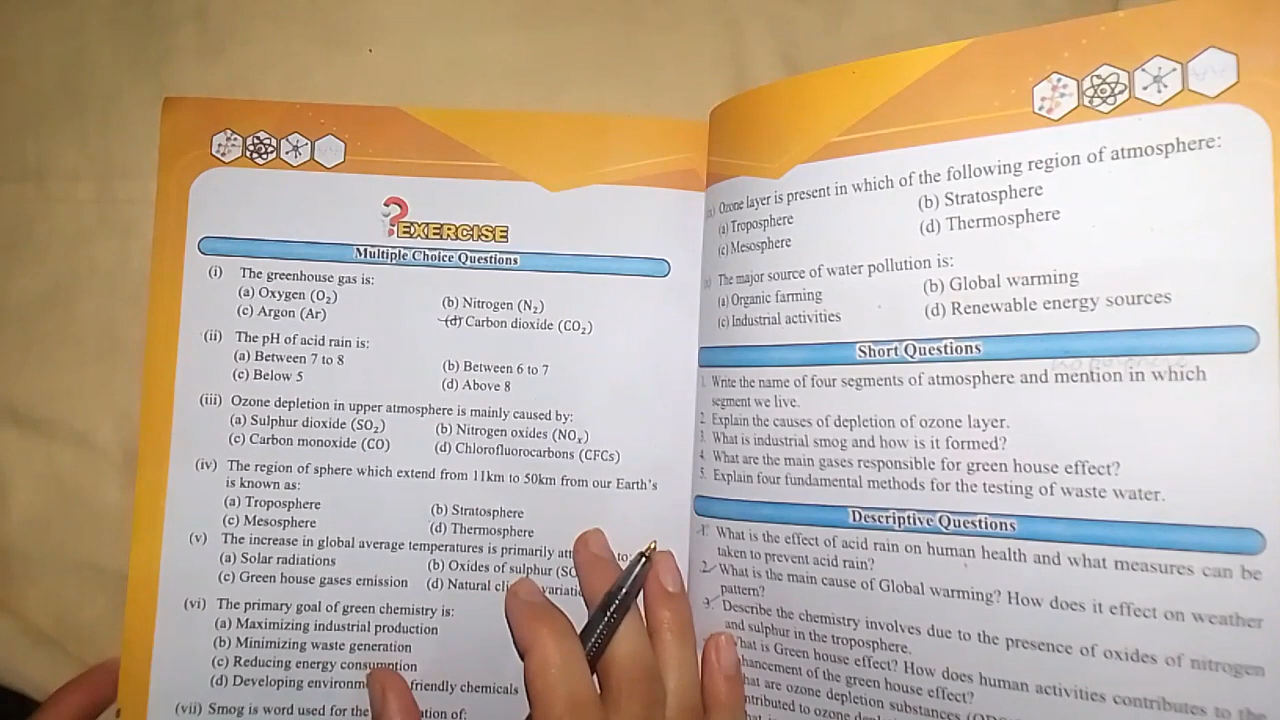 EXERCISE
Multiple Choice Questions
(i) The greenhouse gas is:
(a) Oxygen (O₂) (b) Nitrogen (N₂)
(c) Argon (Ar) (d) Carbon dioxide (CO₂)
(ii) The pH of acid rain is:
(a) Between 7 to 8 (b) Between 6 to 7
(c) Below 5 (d) Above 8
(iii) Ozone depletion in upper atmosphere is mainly caused by:
(a) Sulphur dioxide (SO₂) (b) Nitrogen oxides (NOₓ)
(c) Carbon monoxide (CO) (d) Chlorofluorocarbons (CFCs)
(iv) The region of sphere which extend from 11km to 50km from our Earth's
is known as:
(a) Troposphere (b) Stratosphere
(c) Mesosphere (d) Thermosphere
(v) The increase in global average temperatures is primarily to:
(a) Solar radiations (b) Oxides of sulphur
(c) Green house gases emission (d) Natural
(vi) The primary goal of green chemistry is:
(a) Maximizing industrial production
(b) Minimizing waste generation
(c) Reducing energy consumption
(d) Developing friendly chemicals
(vii) Smog is word used for the of:
Ozone layer is present in which of the following region of atmosphere:
(a) Troposphere (b) Stratosphere
(c) Mesosphere (d) Thermosphere
The major source of water pollution is:
(a) Organic farming (b) Global warming
(c) Industrial activities (d) Renewable energy sources
Short Questions
1. Write the name of four segments of atmosphere and mention in which
segment we live.
2. Explain the causes of depletion of ozone layer.
3. What is industrial smog and how is it formed?
4. What are the main gases responsible for green house effect?
5. Explain four fundamental methods for the testing of waste water.
Descriptive Questions
1. What is the effect of acid rain on human health and what measures can be
taken to prevent acid rain?
2. What is the main cause of Global warming? How does it effect on weather
pattern?
3. Describe the chemistry involves due to the presence of oxides of nitrogen
and sulphur in the troposphere.
What is Green house effect? How does human activities contributes to the
of the green house effect?
are ozone depletion substances
to ozone